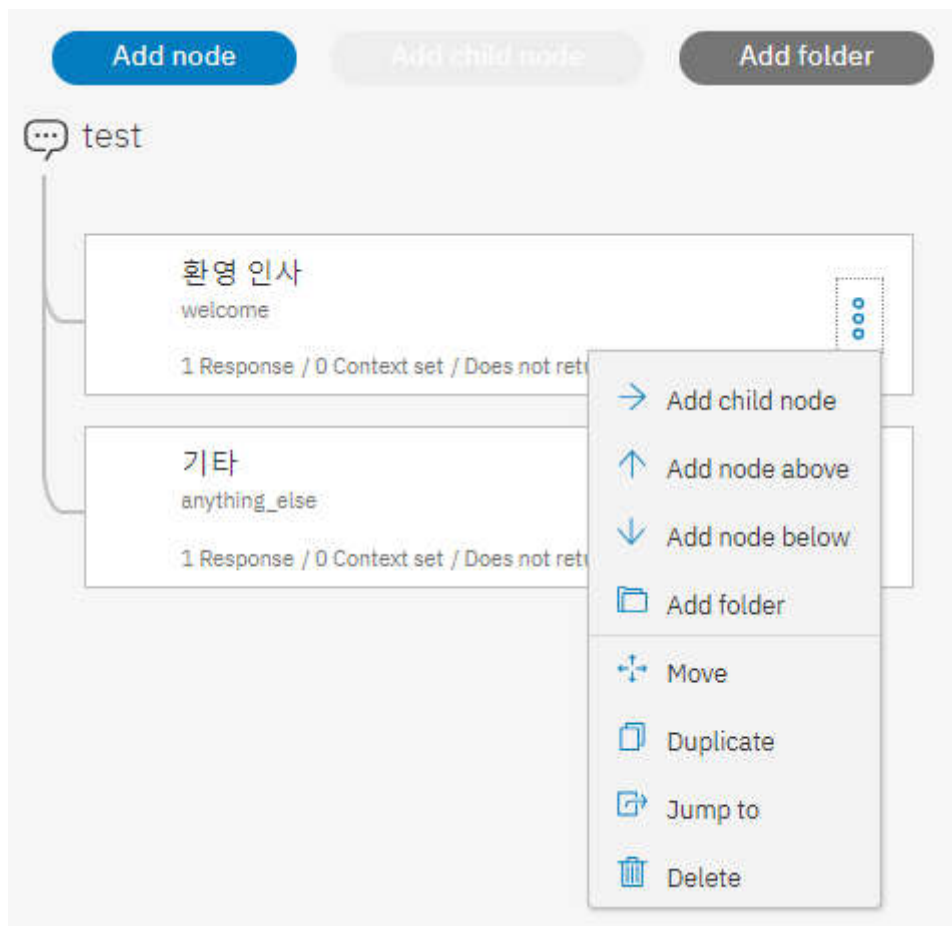 Add node
Add child node
Add folder
test
환영 인사
welcome
1 Response / 0 Context set / Does not
기타
anything_else
1 Response / 0 Context set / Does not
Add child node
Add node above
Add node below
Add folder
Move
Duplicate
Jump to
Delete